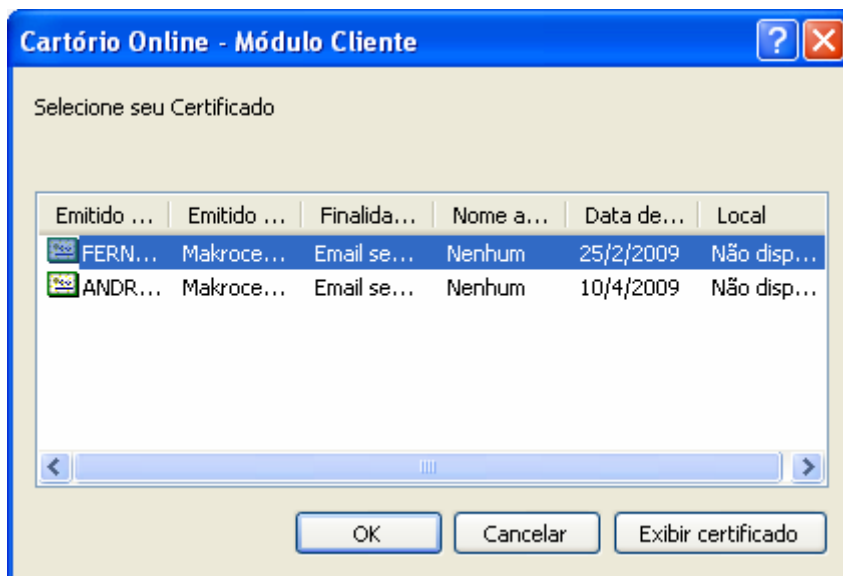 Cartório Online - Módulo Cliente
Selecione seu Certificado
Emitido ... Emitido ... Finalida... Nome a... Data de... Local
FERN... Makroce... Email se... Nenhum 25/2/2009 Não disp...
ANDR... Makroce... Email se... Nenhum 10/4/2009 Não disp...
OK Cancelar Exibir certificado